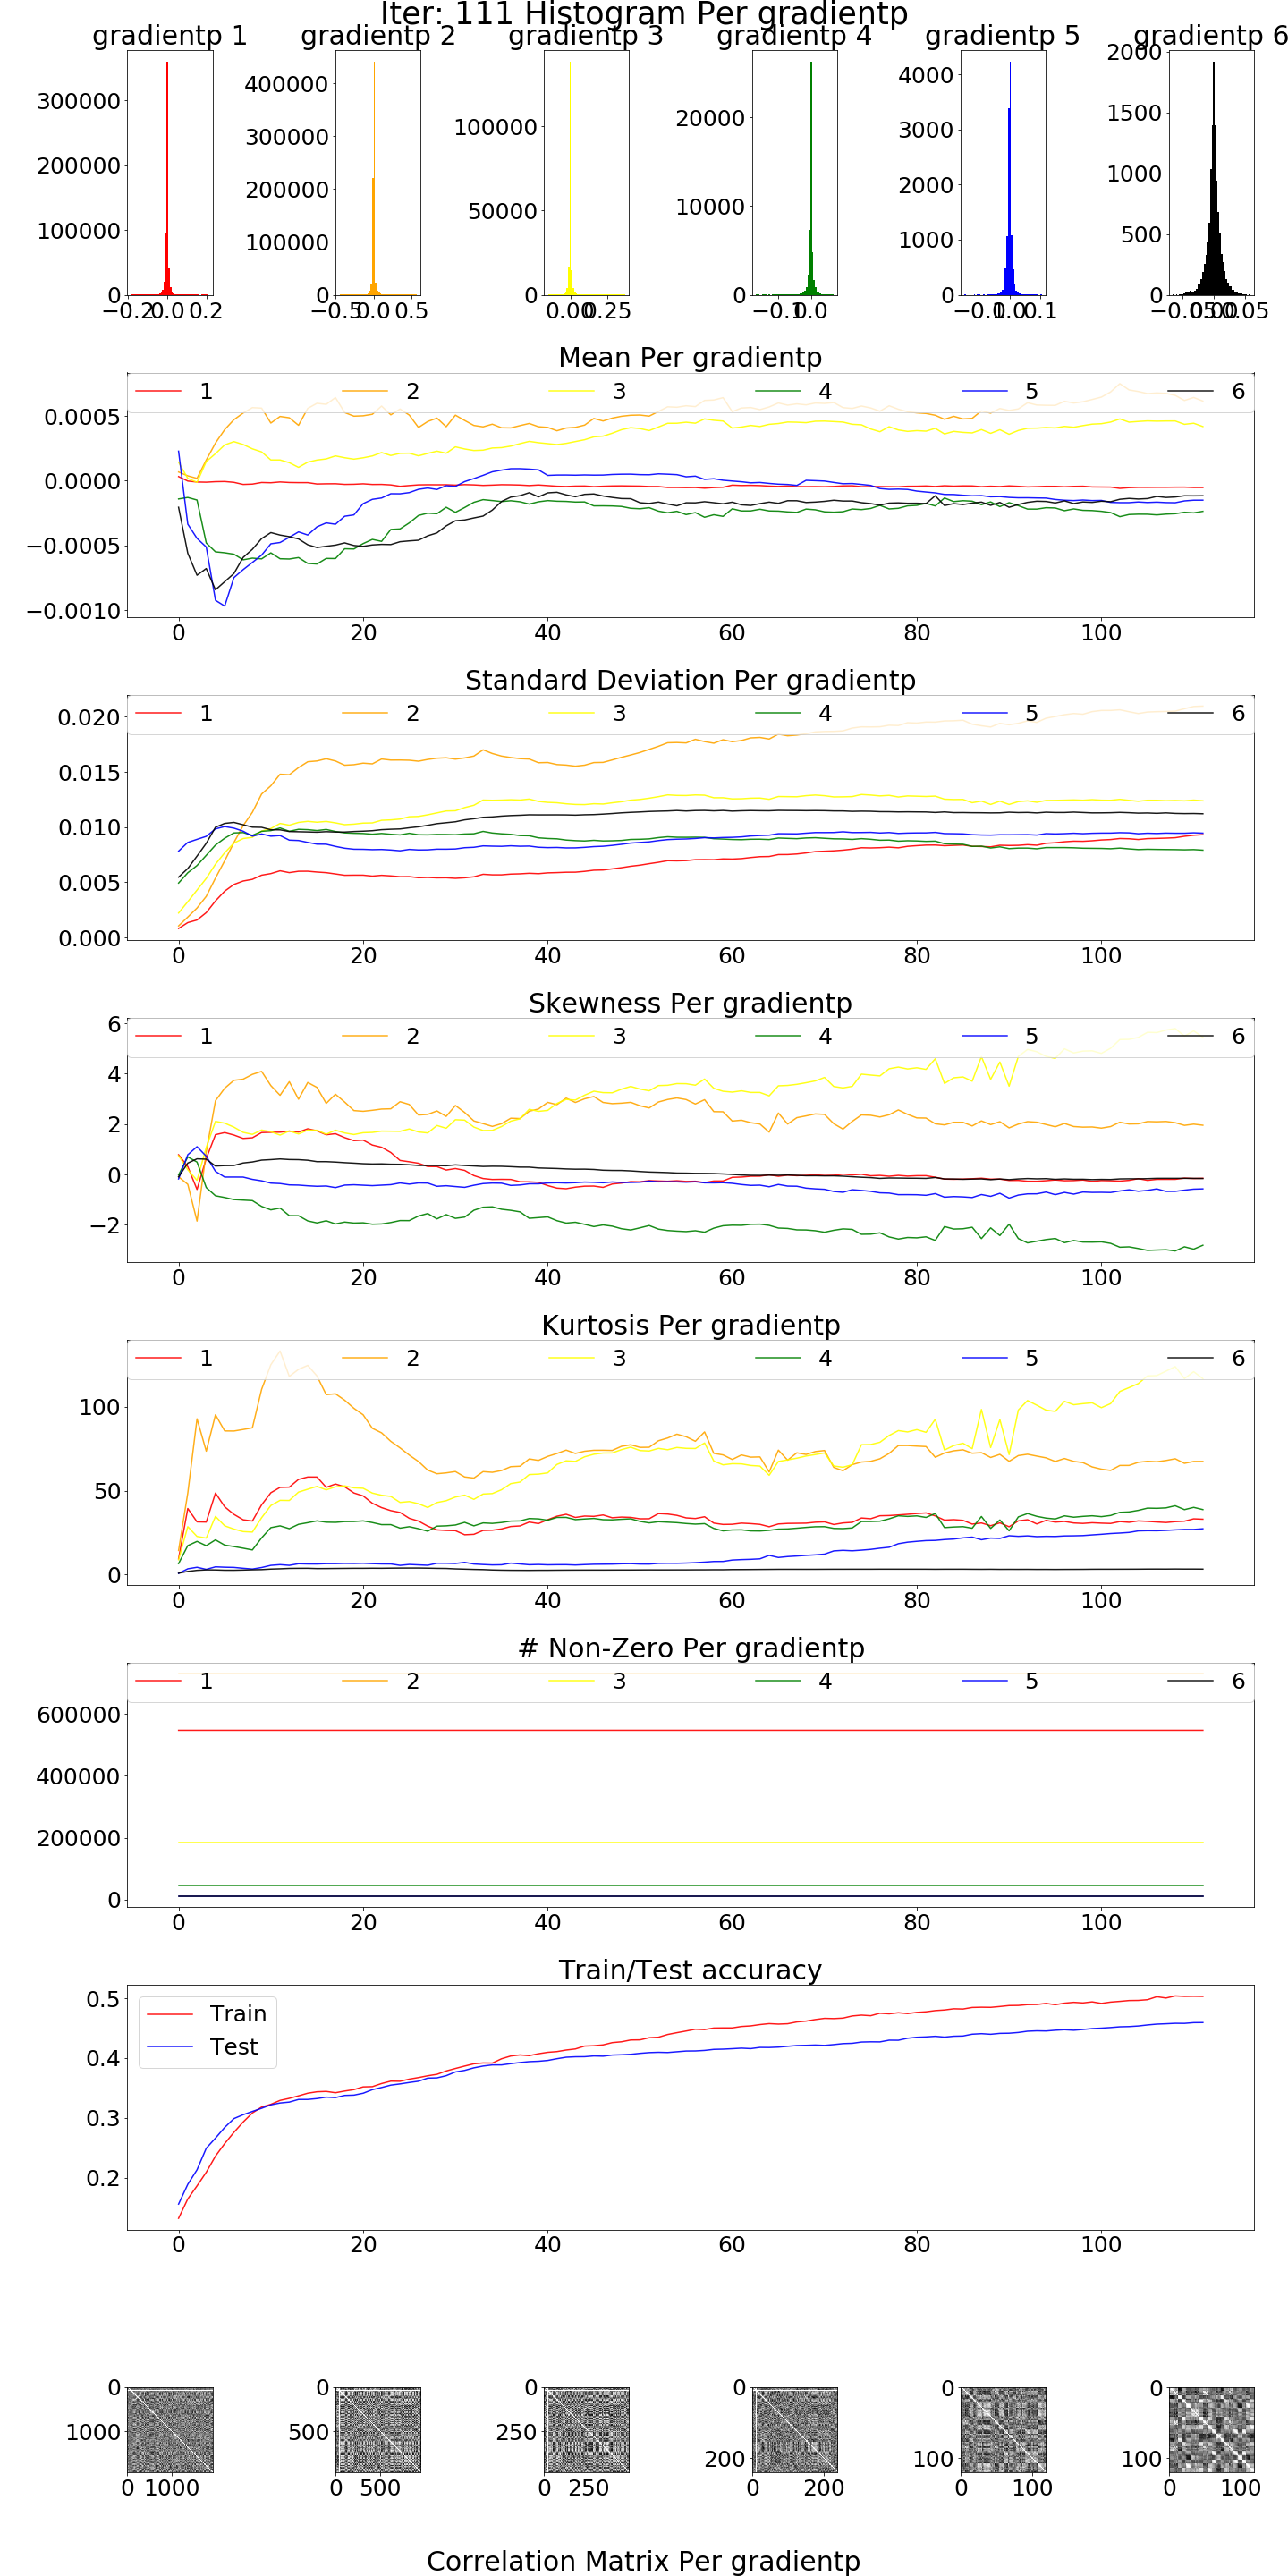 Iter: 111 Histogram Per gradientp
gradientp 1 gradientp 2 gradientp 3 gradientp 4 gradientp 5 gradientp 6
300000
200000
100000
0
−0.2 0.0 0.2
400000
300000
200000
100000
0
−0.5 0.0 0.5
100000
50000
0
0.00 0.25
20000
10000
0
−0.1 0.0
4000
3000
2000
1000
0
−0.1 0.0 0.1
2000
1500
1000
500
0
−0.05 0.00 0.05
Mean Per gradientp
1 2 3 4 5 6
0.0005
0.0000
−0.0005
−0.0010
0 20 40 60 80 100
Standard Deviation Per gradientp
1 2 3 4 5 6
0.020
0.015
0.010
0.005
0.000
0 20 40 60 80 100
Skewness Per gradientp
1 2 3 4 5 6
6
4
2
0
−2
0 20 40 60 80 100
Kurtosis Per gradientp
1 2 3 4 5 6
100
50
0
0 20 40 60 80 100
# Non-Zero Per gradientp
1 2 3 4 5 6
600000
400000
200000
0
0 20 40 60 80 100
Train/Test accuracy
Train
Test
0.5
0.4
0.3
0.2
0 20 40 60 80 100
0
1000
0 1000
0
500
0 500
0
250
0 250
0
200
0 200
0
100
0 100
0
100
0 100
Correlation Matrix Per gradientp